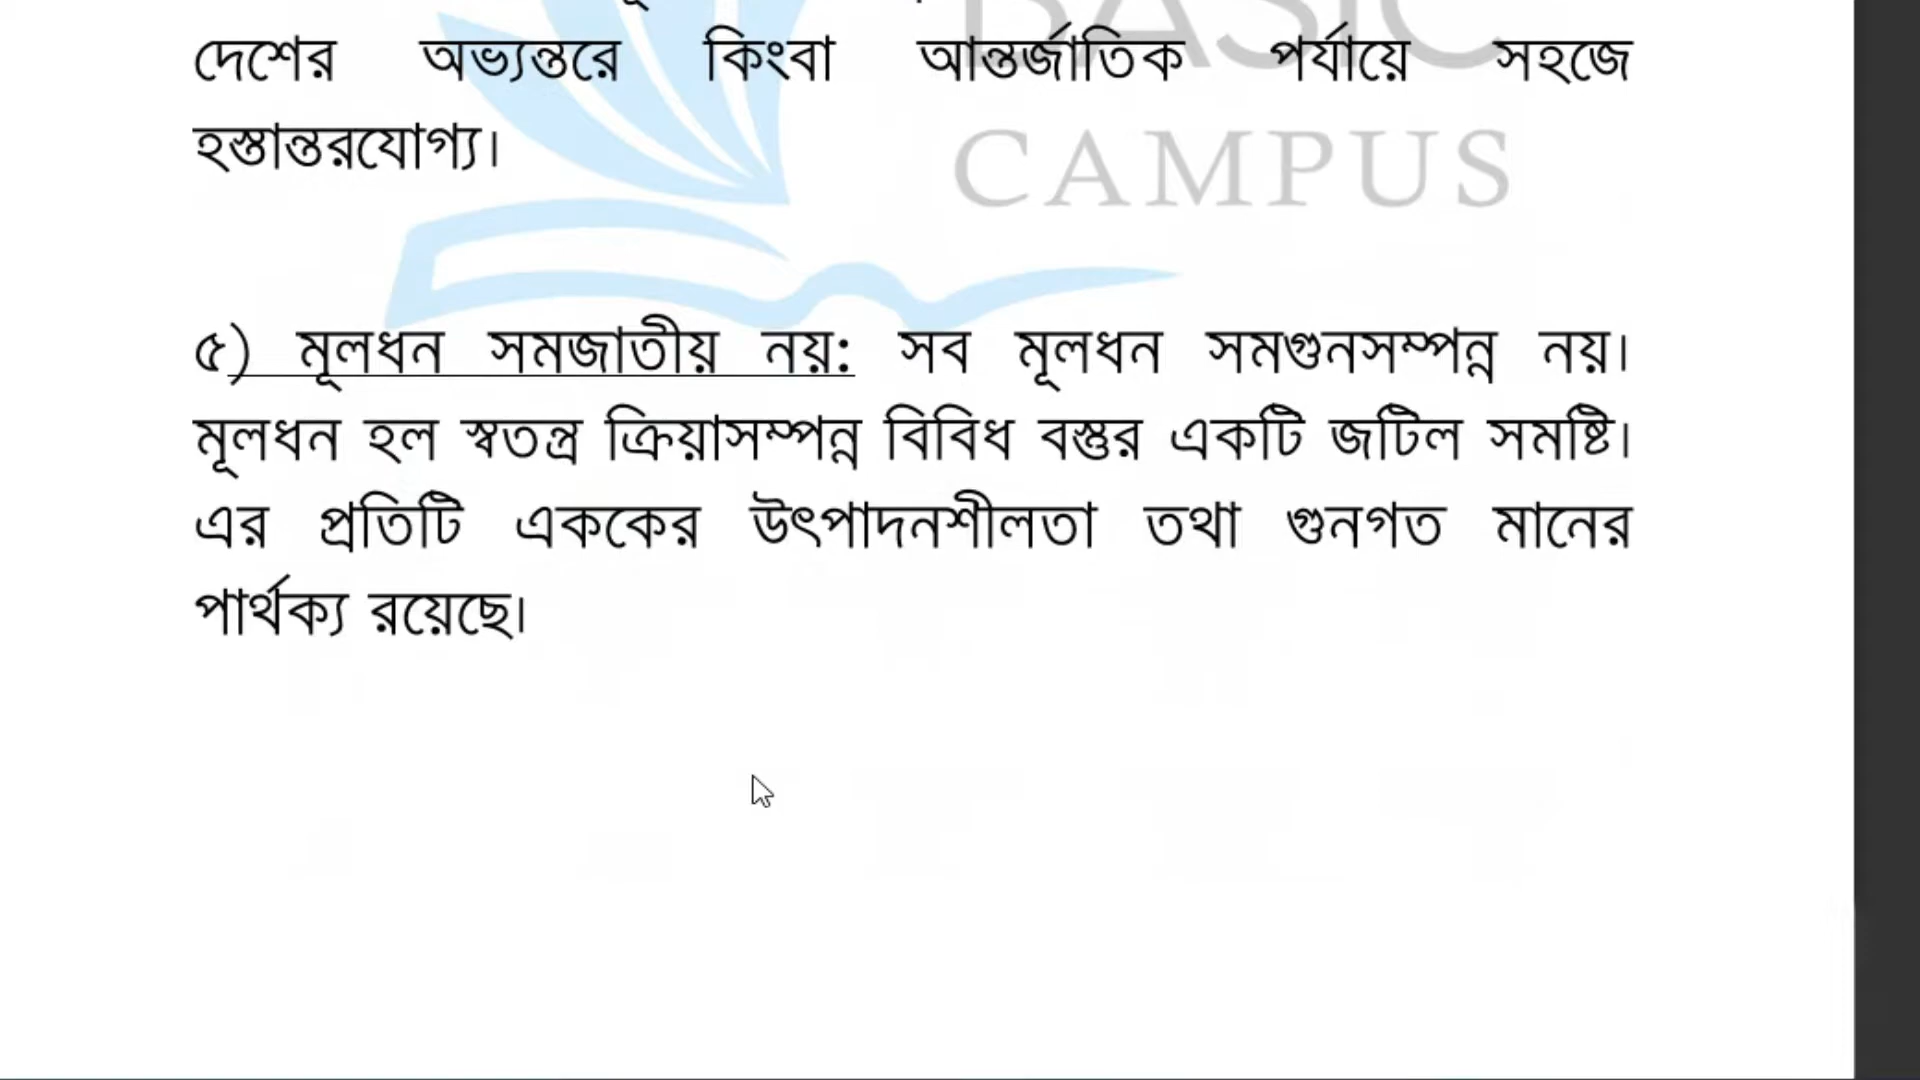 BASIC
দেশের অভ্যন্তরে কিংবা আন্তর্জাতিক পর্যায়ে সহজে
হস্তান্তরযোগ্য।
CAMPUS
৫) মূলধন সমজাতীয় নয়: সব মূলধন সমগুনসম্পন্ন নয়।
মূলধন হল স্বতন্ত্র ক্রিয়াসম্পন্ন বিবিধ বস্তুর একটি জটিল সমষ্টি।
এর প্রতিটি এককের উৎপাদনশীলতা তথা গুনগত মানের
পার্থক্য রয়েছে।